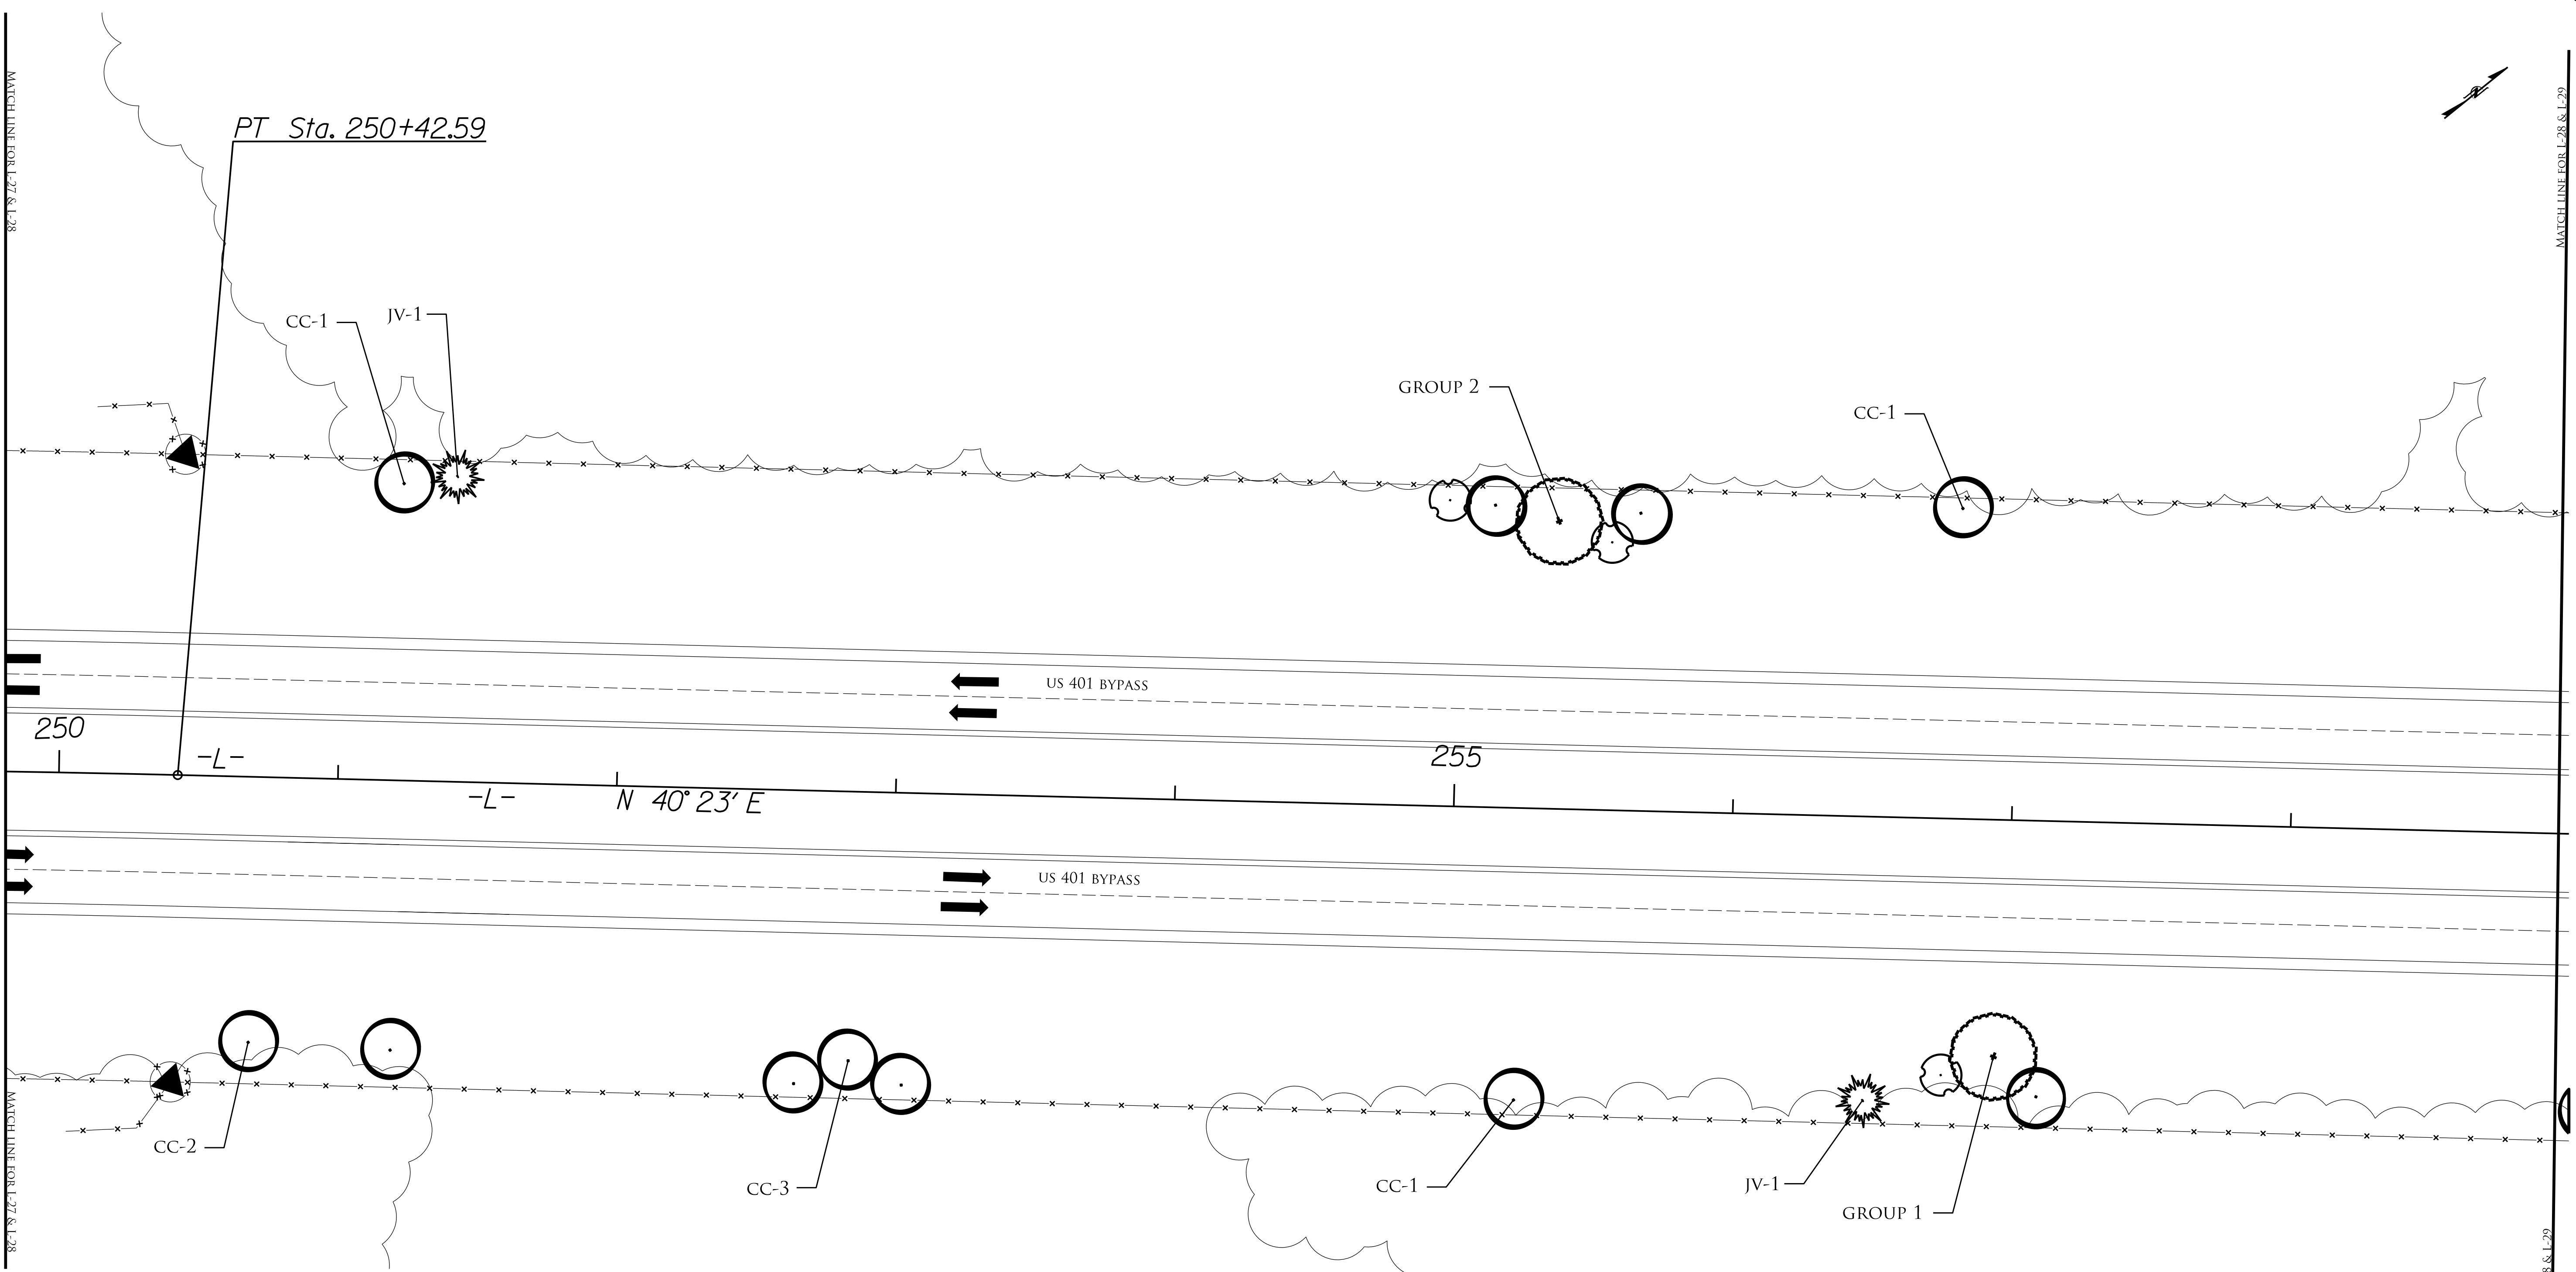 MATCH LINE FOR L-27 & L-28
MATCH LINE FOR L-28 & L-29
PT Sta. 250+42.59
CC-1
JV-1
GROUP 2
CC-1
US 401 BYPASS
250
-L-
255
-L- N 40° 23' E
US 401 BYPASS
CC-2
CC-3
CC-1
JV-1
GROUP 1
MATCH LINE FOR L-27 & L-28
& L-29